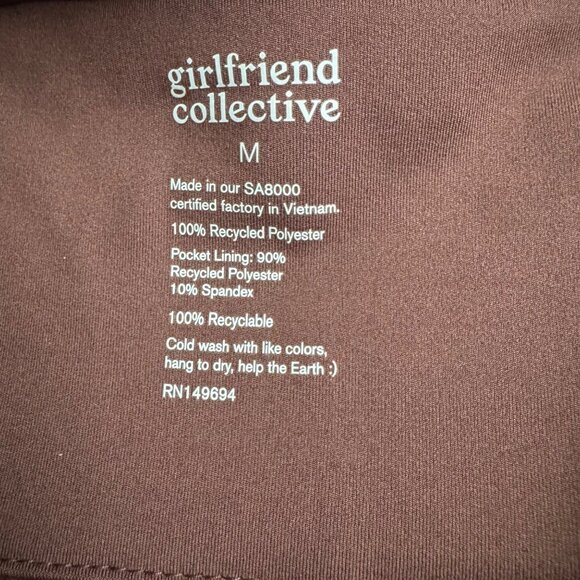 girlfriend
collective
M
Made in our SA8000
certified factory in Vietnam.
100% Recycled Polyester
Pocket Lining: 90%
Recycled Polyester
10% Spandex
100% Recyclable
Cold wash with like colors,
hang to dry, help the Earth :)
RN149694